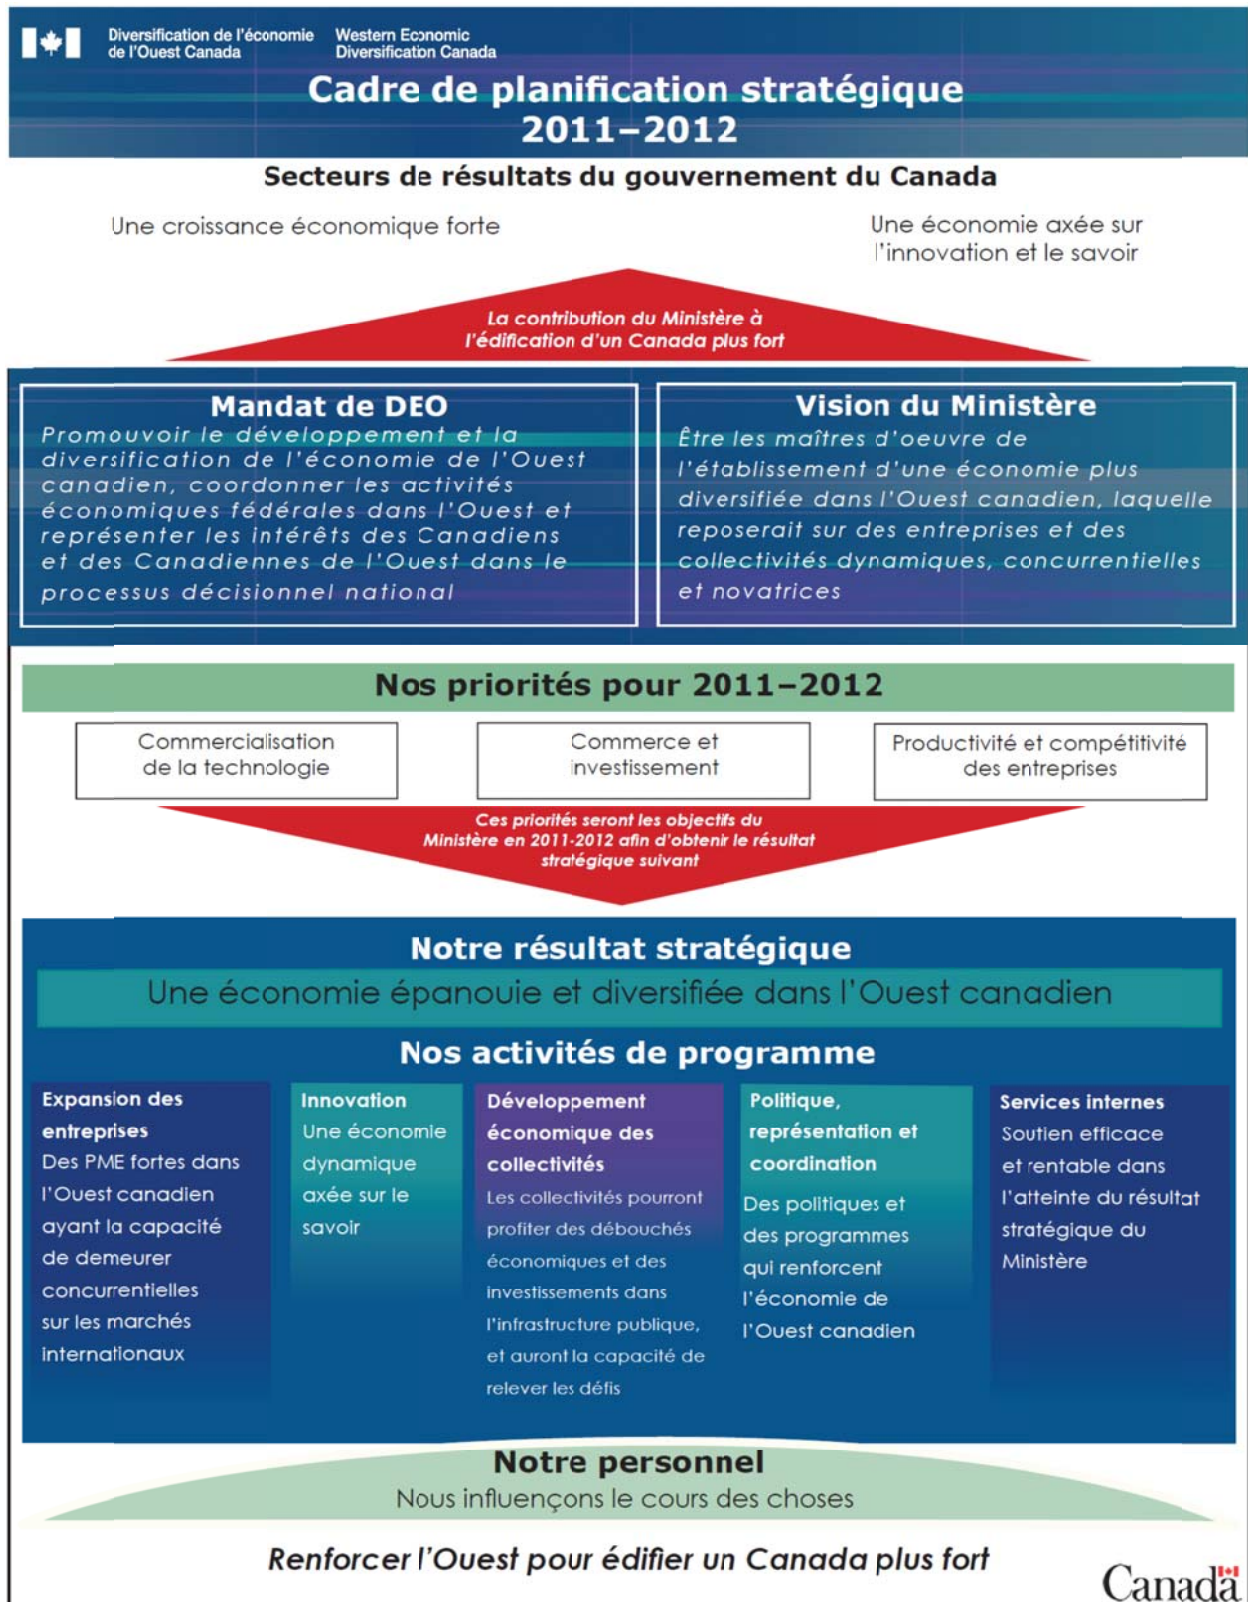 Diversification de l'économie
de l'Ouest Canada
Western Economic
Diversification Canada
Cadre de planification stratégique
2011–2012
Secteurs de résultats du gouvernement du Canada
Une croissance économique forte
Une économie axée sur
l'innovation et le savoir
La contribution du Ministère à
l'édification d'un Canada plus fort
Mandat de DEO
Promouvoir le développement et la
diversification de l'économie de l'Ouest
canadien, coordonner les activités
économiques fédérales dans l'Ouest et
représenter les intérêts des Canadiens
et des Canadiennes de l'Ouest dans le
processus décisionnel national
Vision du Ministère
Être les maîtres d'oeuvre de
l'établissement d'une économie plus
diversifiée dans l'Ouest canadien, laquelle
reposerait sur des entreprises et des
collectivités dynamiques, concurrentielles
et novatrices
Nos priorités pour 2011–2012
Commercialisation
de la technologie
Commerce et
investissement
Productivité et compétitivité
des entreprises
Ces priorités seront les objectifs du
Ministère en 2011-2012 afin d'obtenir le résultat
stratégique suivant
Notre résultat stratégique
Une économie épanouie et diversifiée dans l'Ouest canadien
Nos activités de programme
Expansion des
entreprises
Des PME fortes dans
l'Ouest canadien
ayant la capacité
de demeurer
concurrentielles
sur les marchés
internationaux
Innovation
Une économie
dynamique
axée sur le
savoir
Développement
économique des
collectivités
Les collectivités pourront
profiter des débouchés
économiques et des
investissements dans
l'infrastructure publique,
et auront la capacité de
relever les défis
Politique,
représentation et
coordination
Des politiques et
des programmes
qui renforcent
l'économie de
l'Ouest canadien
Services internes
Soutien efficace
et rentable dans
l'atteinte du résultat
stratégique du
Ministère
Notre personnel
Nous influençons le cours des choses
Renforcer l'Ouest pour édifier un Canada plus fort
Canada